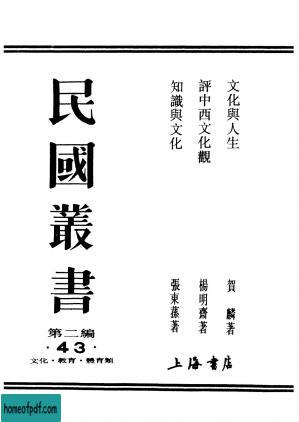 文化與人生
評中西文化觀
知識與文化
賀麟著
楊明齋著
張東蓀著
民國叢書
第二編
·43·
文化·教育·體育類
上海書店
homeofpdf.com